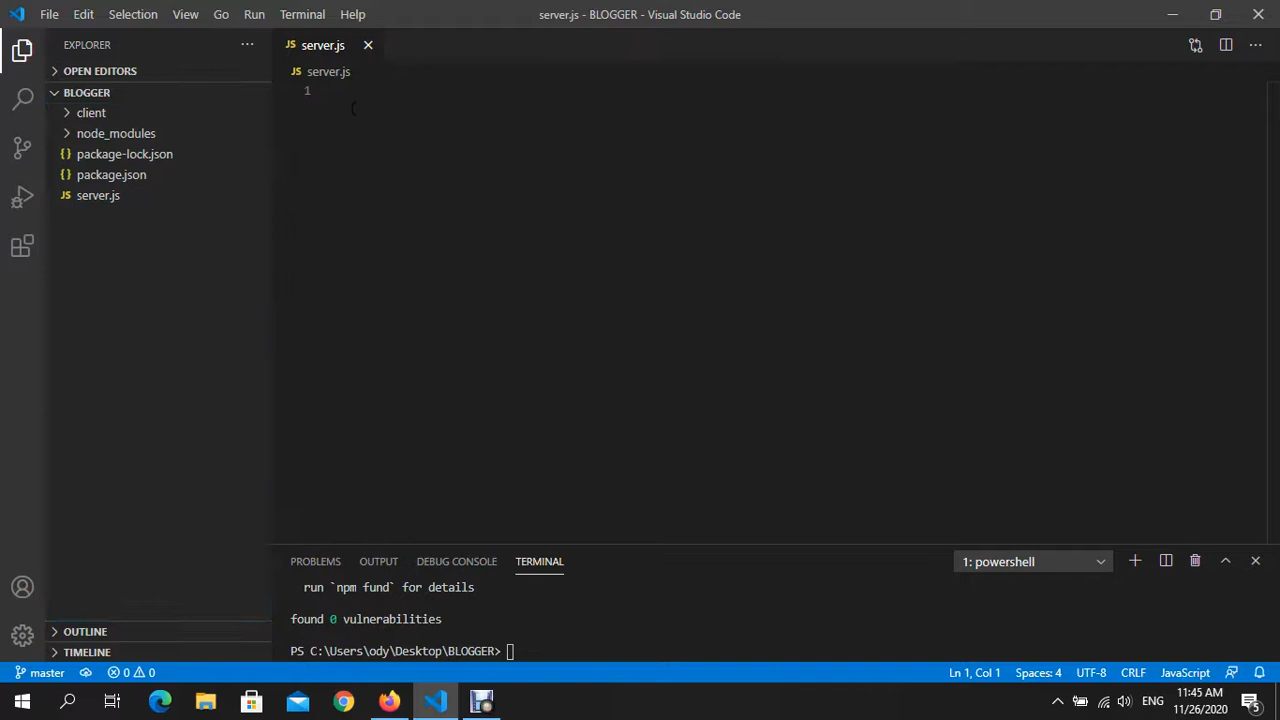 File Edit Selection View Go Run Terminal Help
server.js - BLOGGER - Visual Studio Code
EXPLORER
JS server.js
OPEN EDITORS
JS server.js
BLOGGER
1
client
node_modules
{} package-lock.json
{} package.json
JS server.js
PROBLEMS OUTPUT DEBUG CONSOLE TERMINAL
1: powershell
run `npm fund` for details
found 0 vulnerabilities
PS C:\Users\ody\Desktop\BLOGGER>
OUTLINE
TIMELINE
master 0 0
Ln 1, Col 1 Spaces: 4 UTF-8 CRLF JavaScript
ENG
11:45 AM
11/26/2020
5